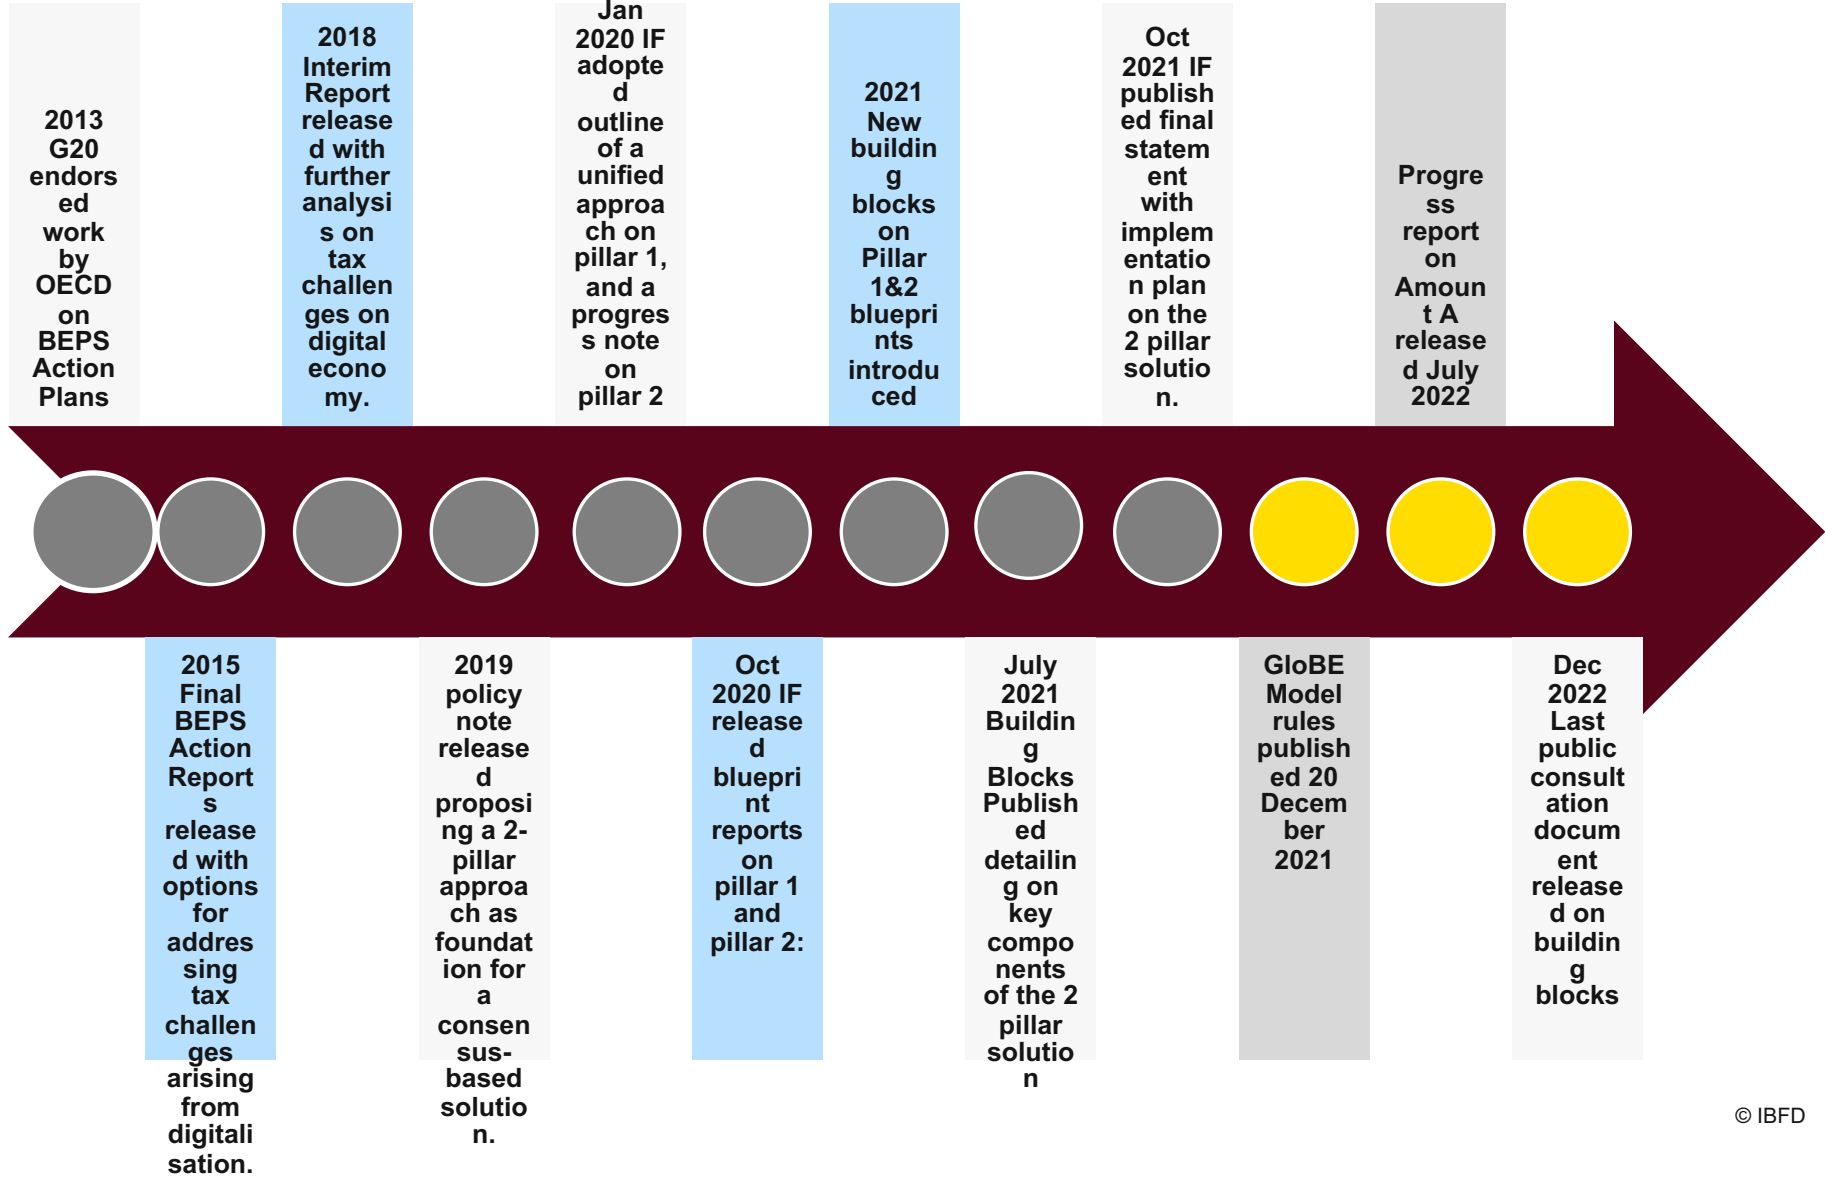 2013
G20
endors
ed
work
by
OECD
on
BEPS
Action
Plans
2015
Final
BEPS
Action
Report
s
release
d with
options
for
addres
sing
tax
challen
ges
arising
from
digitali
sation.
2018
Interim
Report
release
d with
further
analysi
s on
tax
challen
ges on
digital
econo
my.
2019
policy
note
release
d
proposi
ng a 2-
pillar
approa
ch as
foundat
ion for
a
consen
sus-
based
solutio
n.
Jan
2020 IF
adopte
d
outline
of a
unified
approa
ch on
pillar 1,
and a
progres
s note
on
pillar 2
Oct
2020 IF
release
d
bluepri
nt
reports
on
pillar 1
and
pillar 2:
2021
New
buildin
g
blocks
on
Pillar
1&2
bluepri
nts
introdu
ced
July
2021
Buildin
g
Blocks
Publish
ed
detailin
g on
key
compo
nents
of the 2
pillar
solutio
n
Oct
2021 IF
publish
ed final
statem
ent
with
implem
entatio
n plan
on the
2 pillar
solutio
n.
GloBE
Model
rules
publish
ed 20
Decem
ber
2021
Progre
ss
report
on
Amoun
t A
release
d July
2022
Dec
2022
Last
public
consult
ation
docum
ent
release
d on
buildin
g
blocks
© IBFD